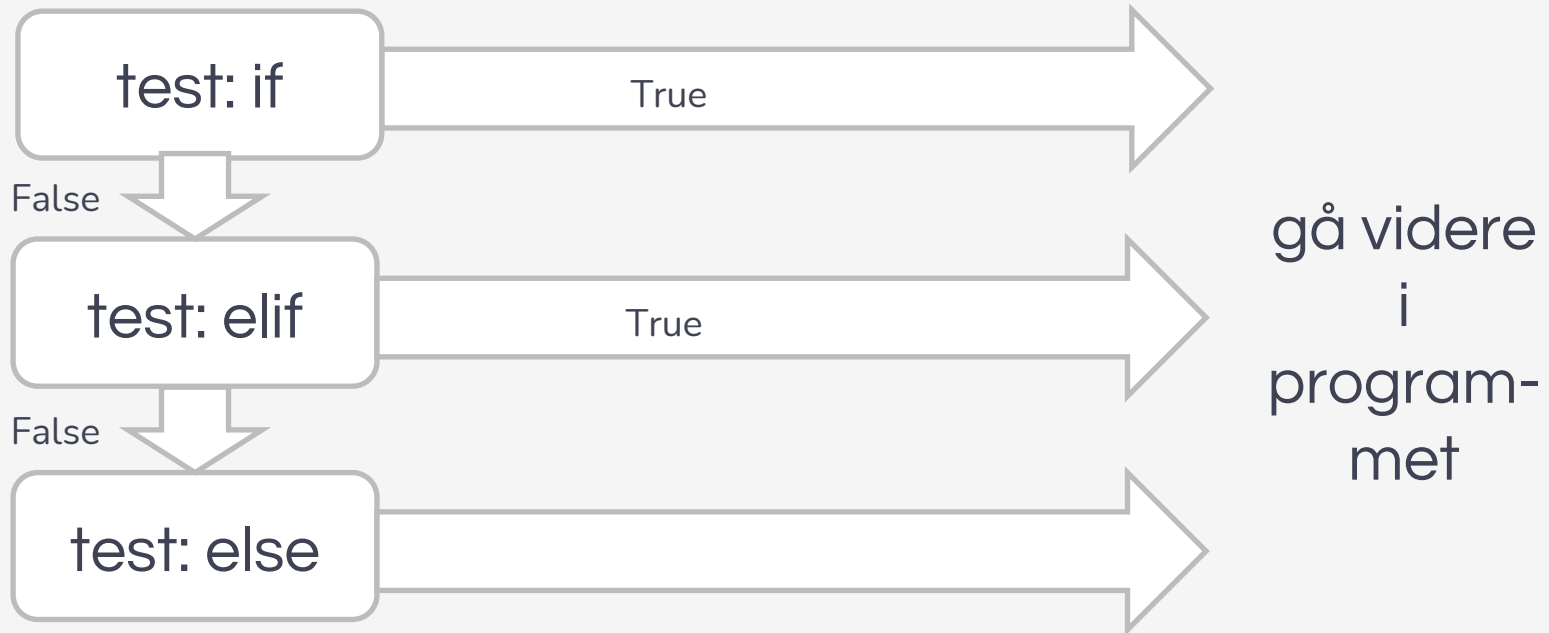 test: if
True
False
test: elif
True
False
test: else
gå videre
i
program-
met